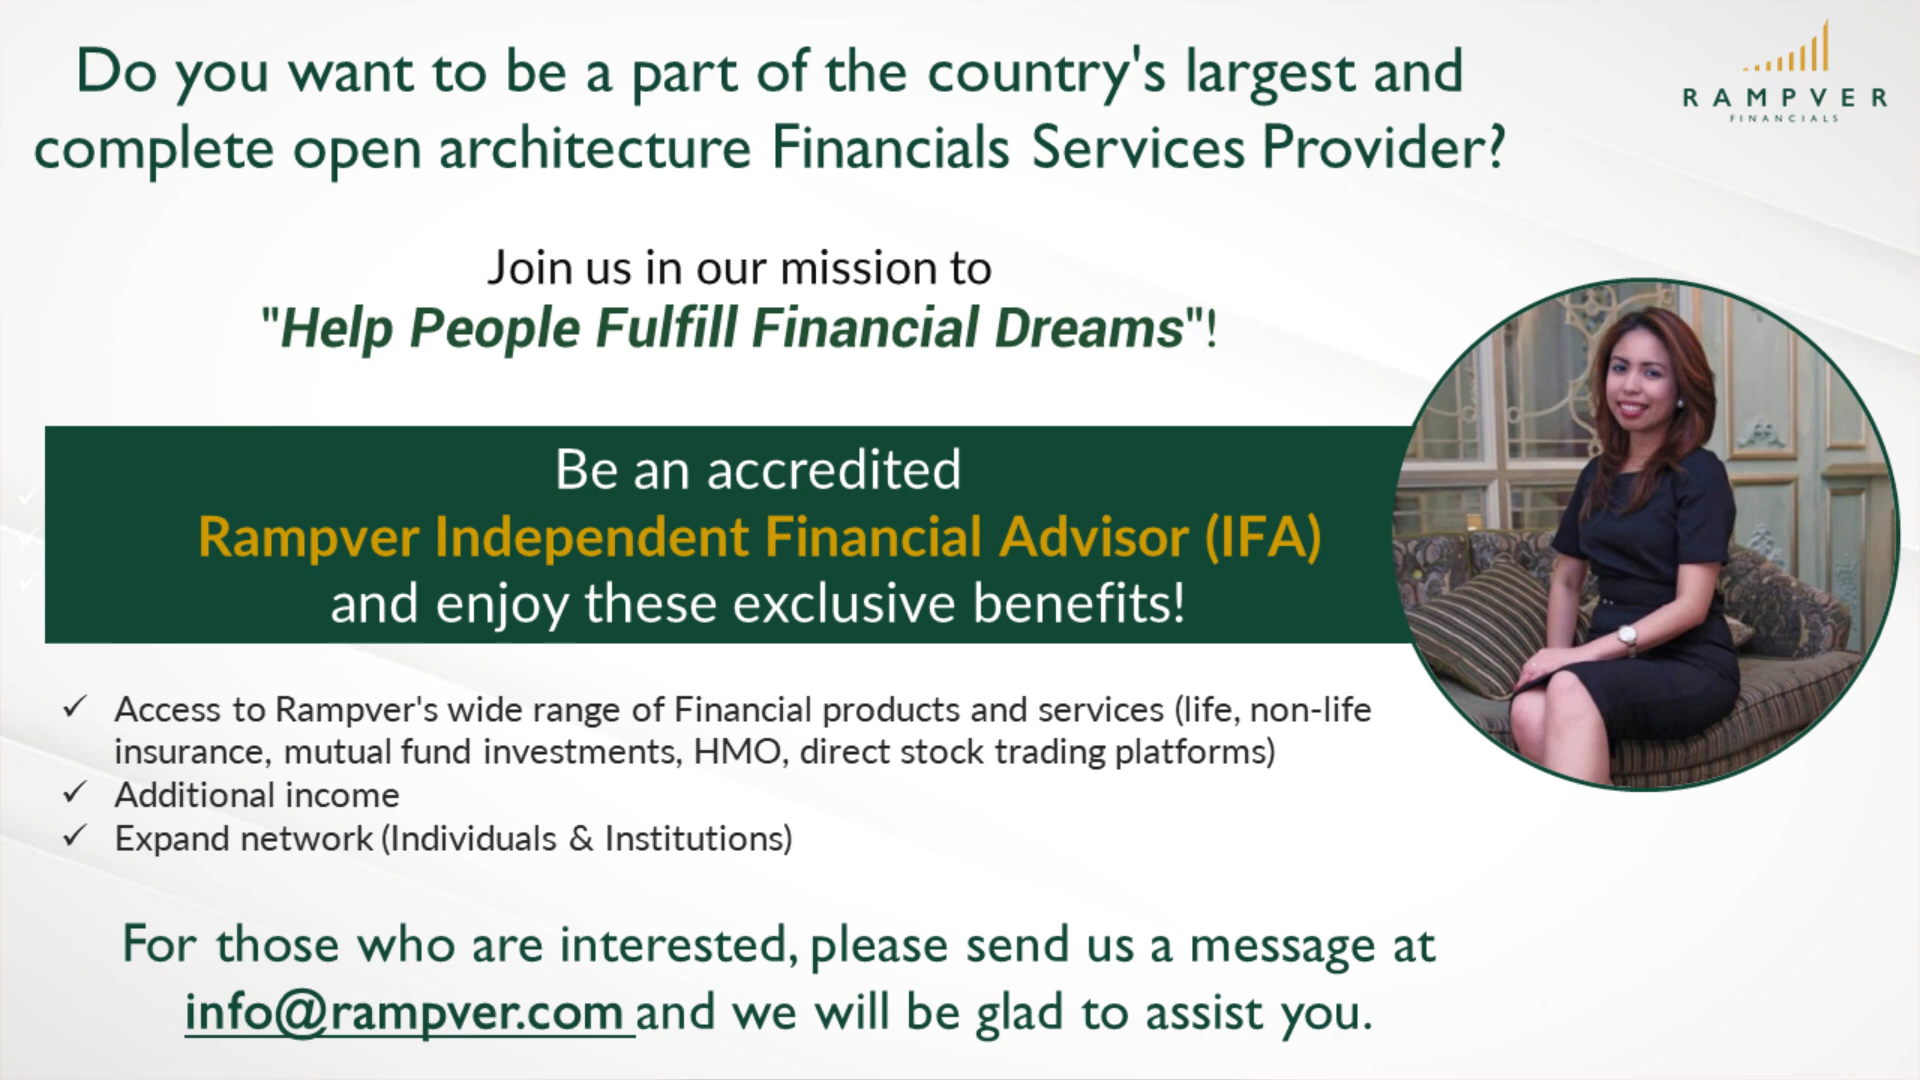 Do you want to be a part of the country's largest and
complete open architecture Financials Services Provider?
RAMPVER
FINANCIALS
Join us in our mission to
"Help People Fulfill Financial Dreams"!
Be an accredited
Rampver Independent Financial Advisor (IFA)
and enjoy these exclusive benefits!
✓ Access to Rampver's wide range of Financial products and services (life, non-life
insurance, mutual fund investments, HMO, direct stock trading platforms)
✓ Additional income
✓ Expand network (Individuals & Institutions)
For those who are interested, please send us a message at
info@rampver.com and we will be glad to assist you.